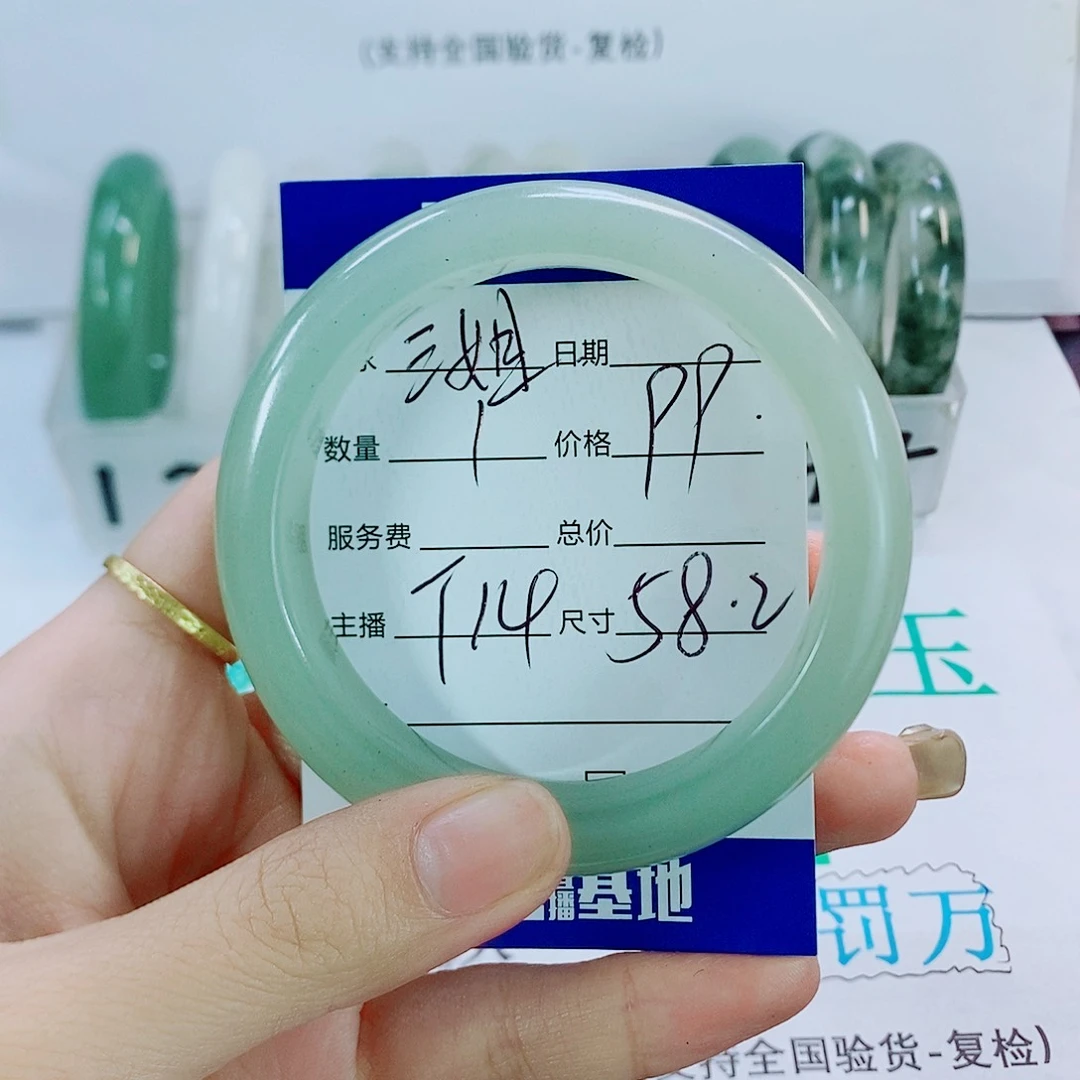 (支持全国验货-复检)
三姐 日期
数量 1 价格 PP.
服务费 总价
主播 T14 尺寸 58.2
玉
播基地
罚万
支持全国验货-复检)